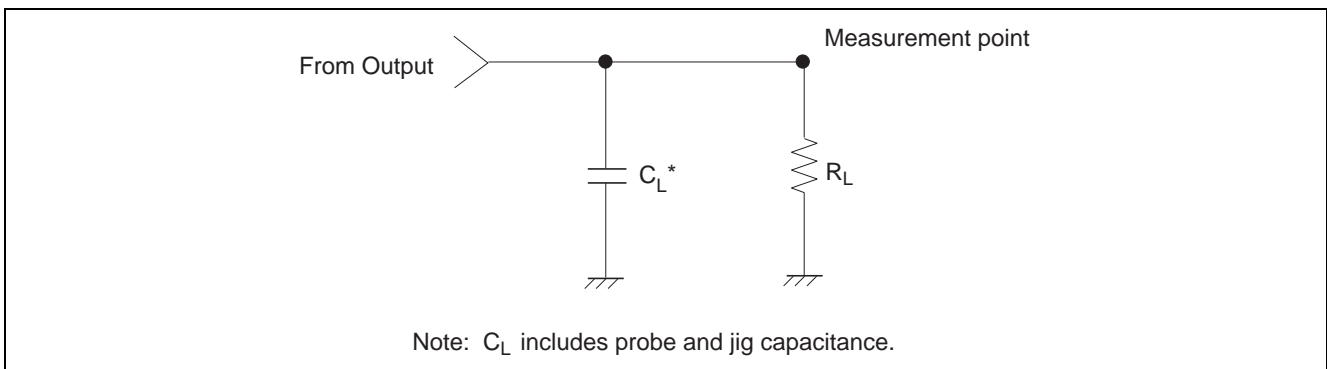 Measurement point
From Output
CL*
RL
Note: CL includes probe and jig capacitance.